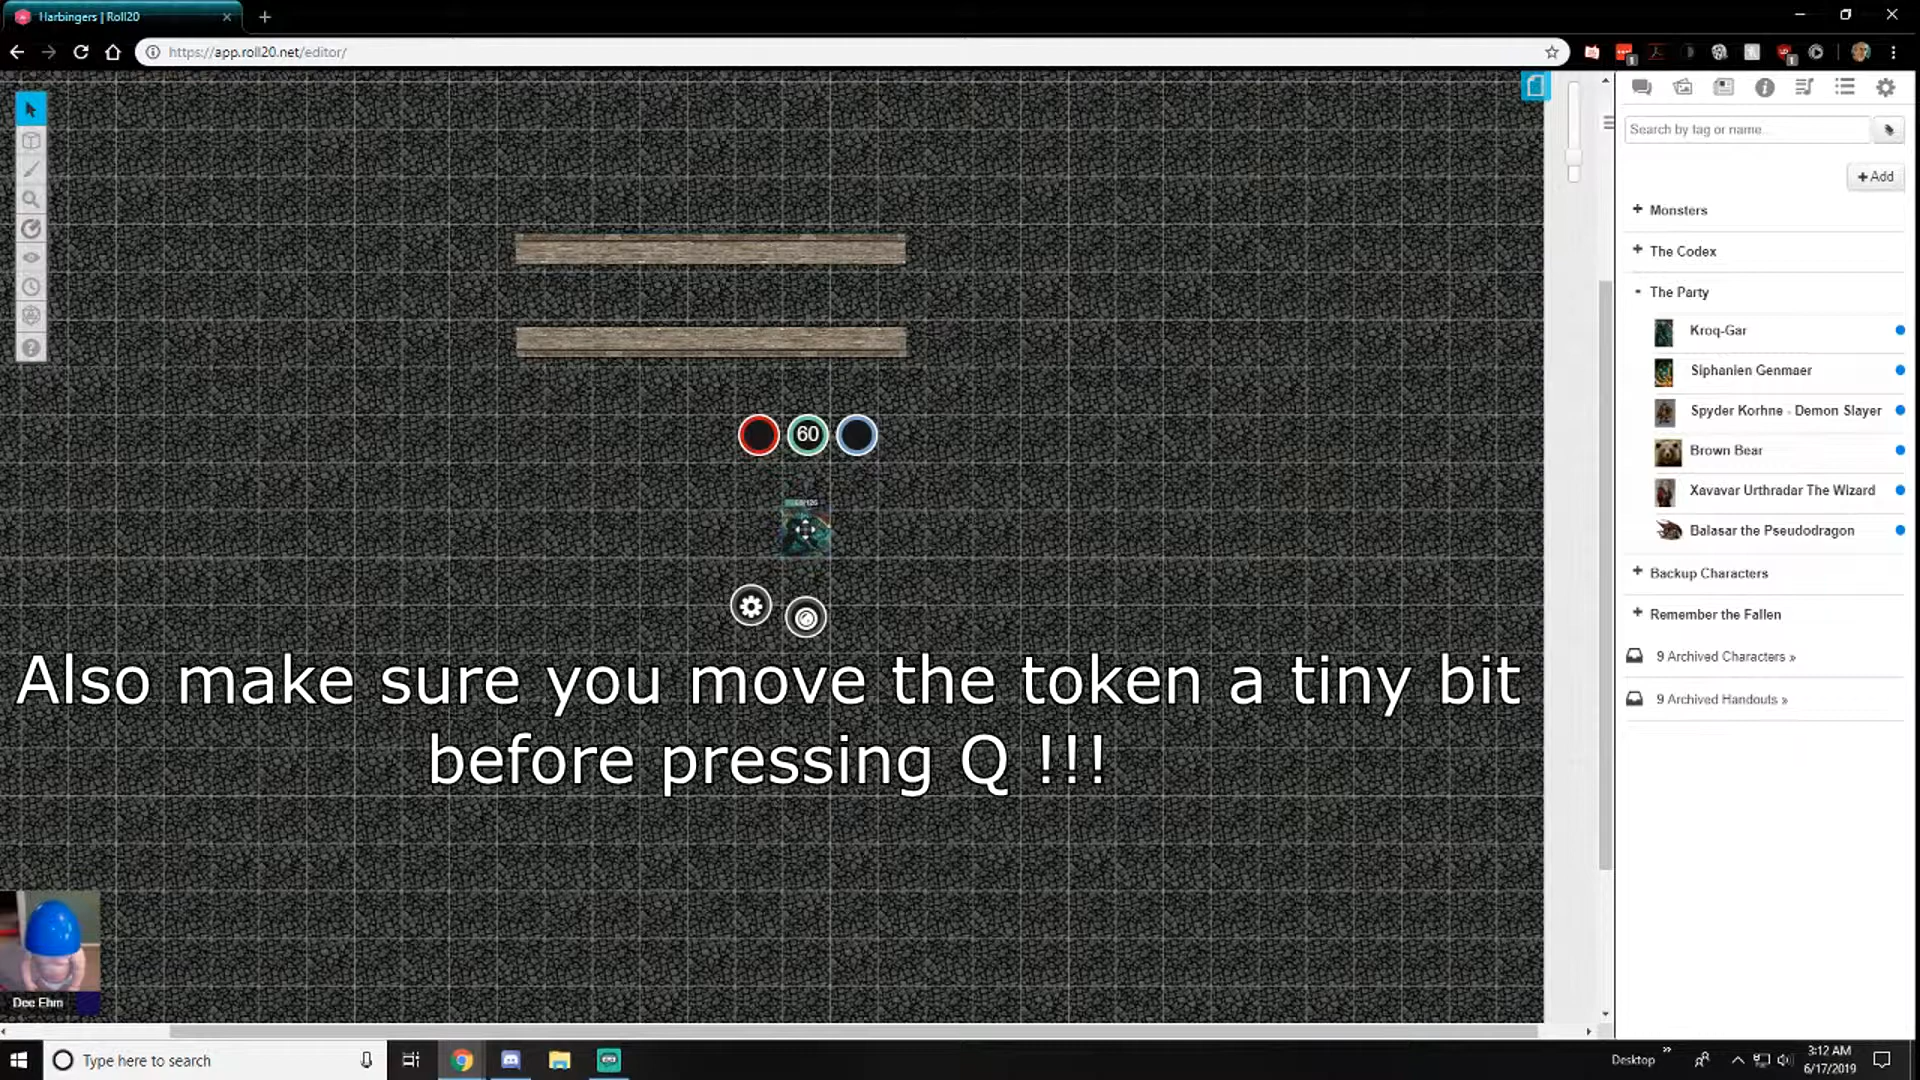 Harbingers | Roll20
https://app.roll20.net/editor/
Search by tag or name...
+ Add
+ Monsters
+ The Codex
- The Party
Kroq-Gar
Siphanien Genmaer
Spyder Korhne - Demon Slayer
Brown Bear
Xavavar Urthradar The Wizard
Balasar the Pseudodragon
+ Backup Characters
+ Remember the Fallen
9 Archived Characters »
9 Archived Handouts »
60
Also make sure you move the token a tiny bit
before pressing Q !!!
Dee Ehm
Type here to search
Desktop »
3:12 AM
6/17/2019